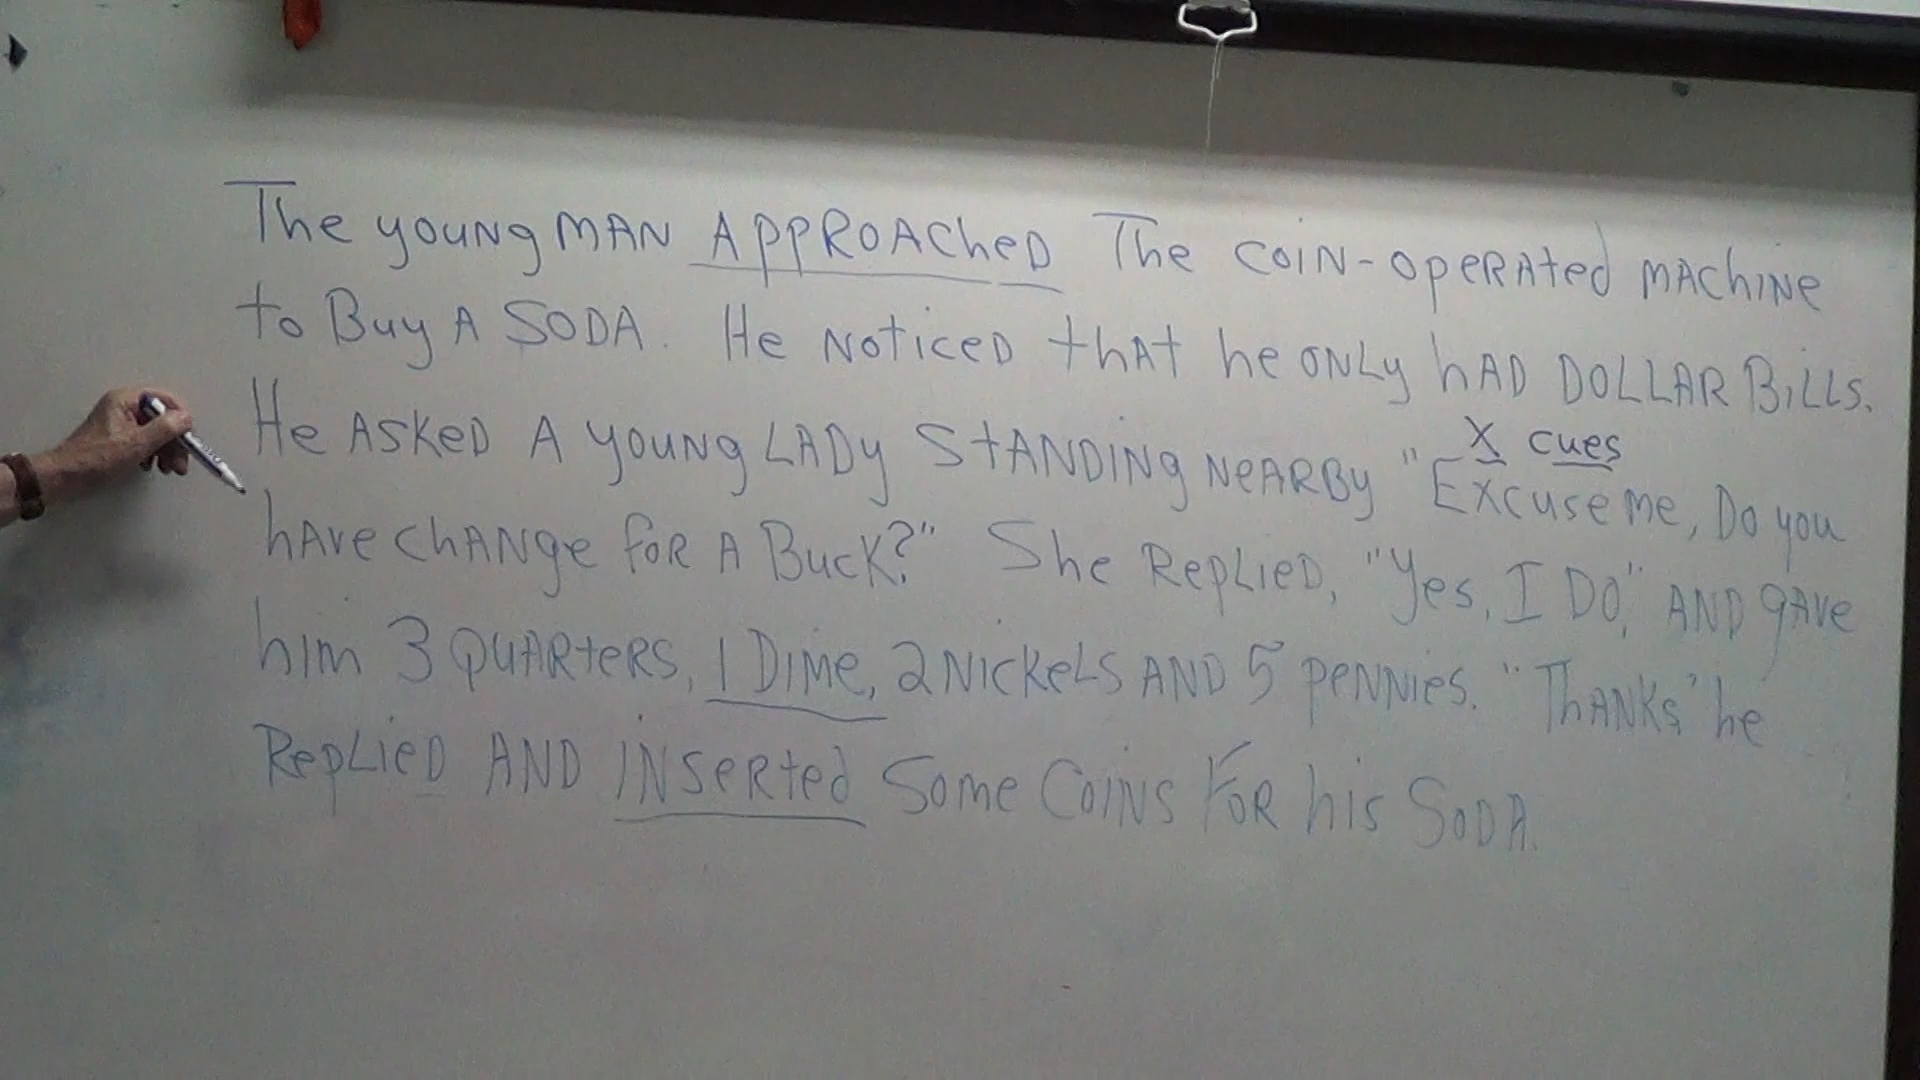 The young MAN APPROACHeD The COIN-OpeRAted MAChINe
to Buy A SODA. He NOTICeD thAt he ONLy hAD DOLLAR BiLLS.
X cues
He ASKeD A YOUNg LADy StANDINg NeARBy "Excuse me, Do you
hAve ChANge foR A Buck?" She RepLieD, "Yes, I DO," AND gAve
him 3 QUARteRS, 1 DIMe, 2 NickeLS AND 5 peNNies. "ThANKs" he
RepLieD AND INSeRted Some CoiNS FOR his SODA.